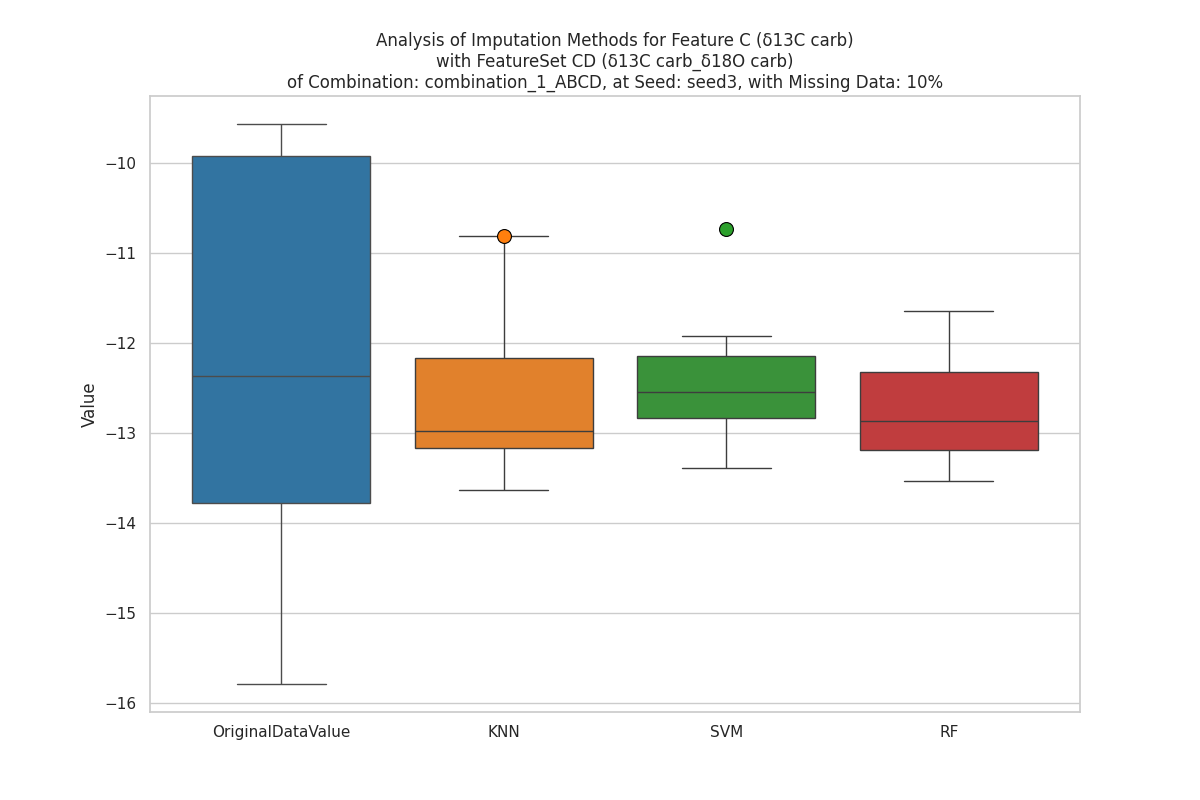 Analysis of Imputation Methods for Feature C (δ13C carb)
with FeatureSet CD (δ13C carb_δ18O carb)
of Combination: combination_1_ABCD, at Seed: seed3, with Missing Data: 10%
−10
−11
−12
−13
−14
−15
−16
Value
OriginalDataValue
KNN
SVM
RF